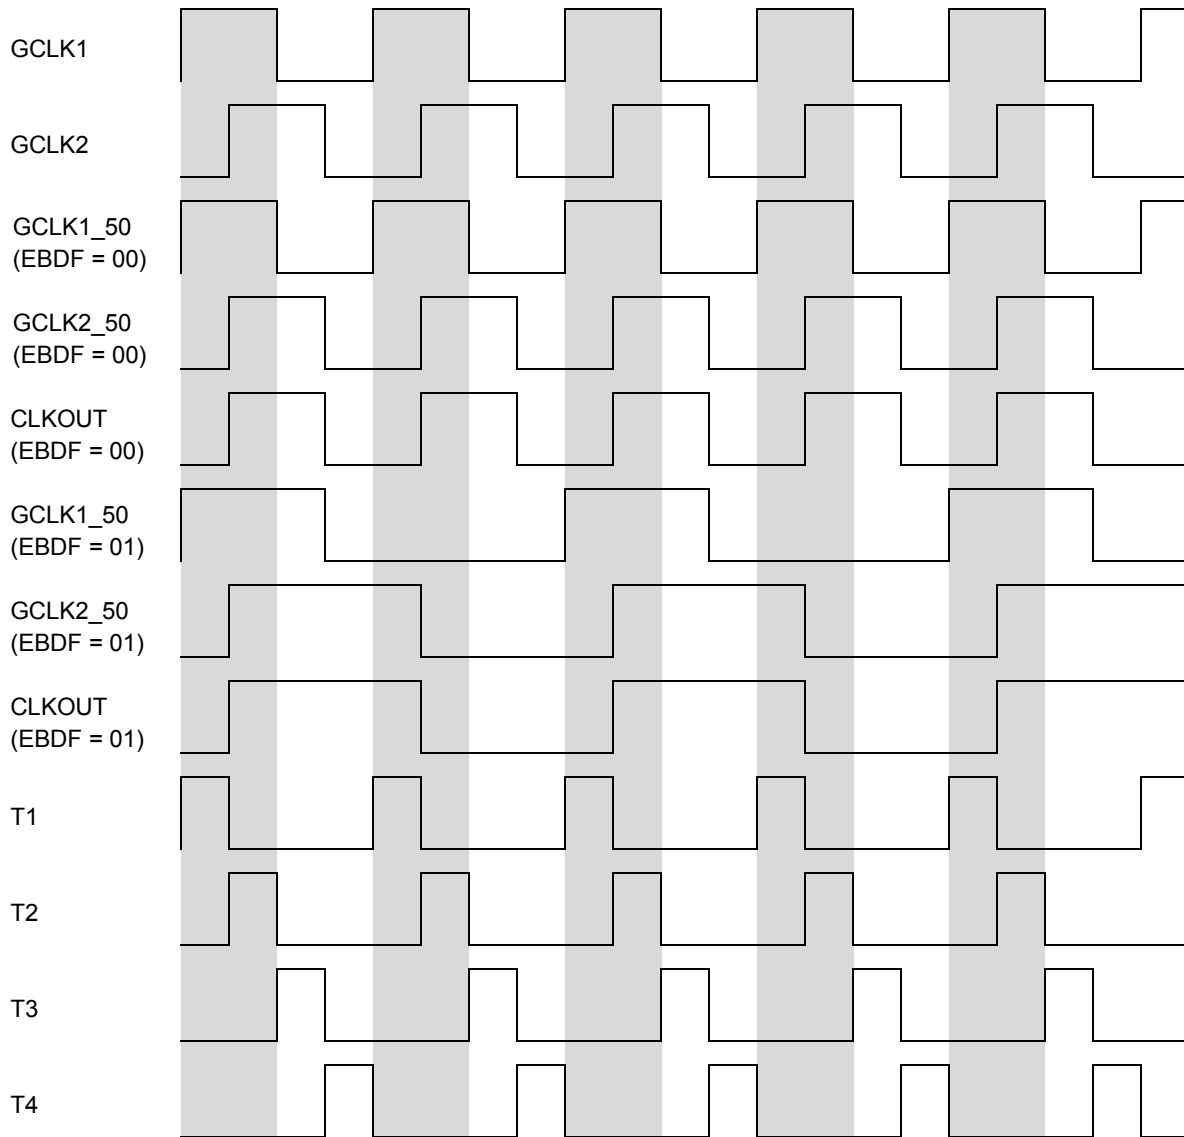 GCLK1
GCLK2
GCLK1_50
(EBDF = 00)
GCLK2_50
(EBDF = 00)
CLKOUT
(EBDF = 00)
GCLK1_50
(EBDF = 01)
GCLK2_50
(EBDF = 01)
CLKOUT
(EBDF = 01)
T1
T2
T3
T4